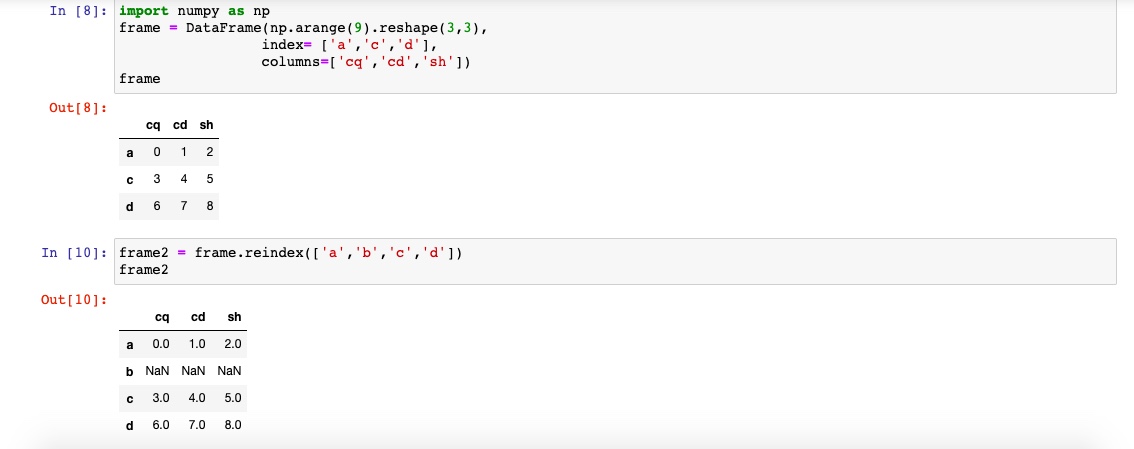 In [8]: import numpy as np
frame = DataFrame(np.arange(9).reshape(3,3),
index= ['a','c','d'],
columns=['cq','cd','sh'])
frame
Out[8]:
cq cd sh
a 0 1 2
c 3 4 5
d 6 7 8
In [10]: frame2 = frame.reindex(['a','b','c','d'])
frame2
Out[10]:
cq cd sh
a 0.0 1.0 2.0
b NaN NaN NaN
c 3.0 4.0 5.0
d 6.0 7.0 8.0